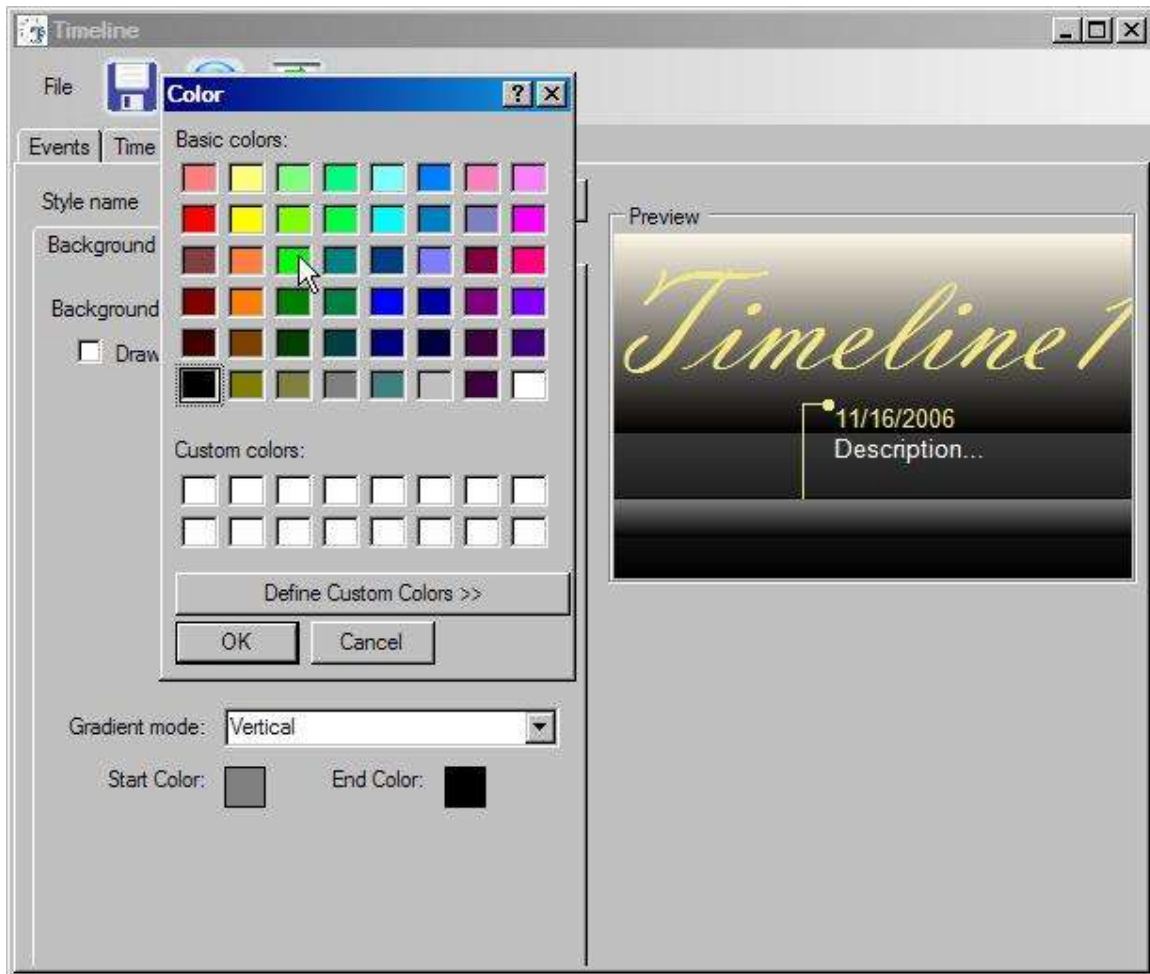 Timeline
File
Color
Events
Time
Basic colors:
Style name
Background
Background
Draw
Custom colors:
Define Custom Colors >>
OK
Cancel
Gradient mode:
Vertical
Start Color:
End Color:
Preview
Timeline1
11/16/2006
Description...